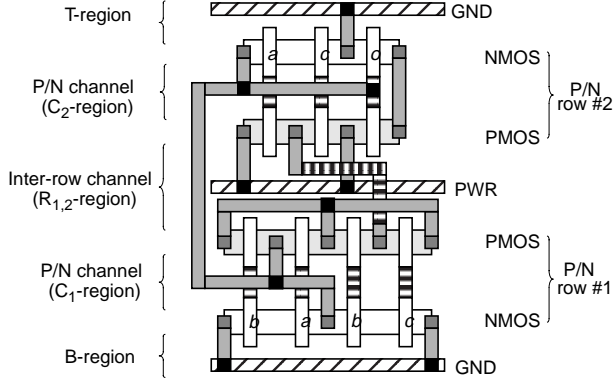 T-region
GND
a c o
NMOS
P/N channel
(C2-region)
P/N
row #2
PMOS
Inter-row channel
(R1,2-region)
PWR
PMOS
P/N channel
(C1-region)
P/N
row #1
b a b c
NMOS
B-region
GND